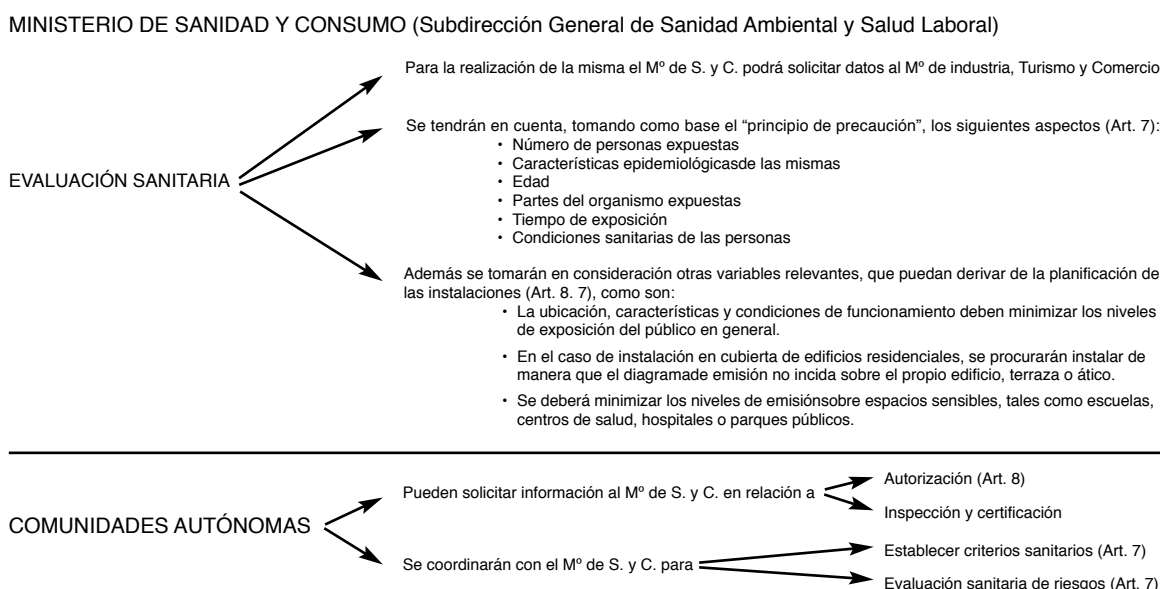 MINISTERIO DE SANIDAD Y CONSUMO (Subdirección General de Sanidad Ambiental y Salud Laboral)
Para la realización de la misma el Mº de S. y C. podrá solicitar datos al Mº de industria, Turismo y Comercio
Se tendrán en cuenta, tomando como base el “principio de precaución”, los siguientes aspectos (Art. 7):
• Número de personas expuestas
• Características epidemiológicasde las mismas
• Edad
• Partes del organismo expuestas
• Tiempo de exposición
• Condiciones sanitarias de las personas
EVALUACIÓN SANITARIA
Además se tomarán en consideración otras variables relevantes, que puedan derivar de la planificación de
las instalaciones (Art. 8. 7), como son:
• La ubicación, características y condiciones de funcionamiento deben minimizar los niveles
de exposición del público en general.
• En el caso de instalación en cubierta de edificios residenciales, se procurarán instalar de
manera que el diagramade emisión no incida sobre el propio edificio, terraza o ático.
• Se deberá minimizar los niveles de emisiónsobre espacios sensibles, tales como escuelas,
centros de salud, hospitales o parques públicos.
COMUNIDADES AUTÓNOMAS
Pueden solicitar información al Mº de S. y C. en relación a
Autorización (Art. 8)
Inspección y certificación
Se coordinarán con el Mº de S. y C. para
Establecer criterios sanitarios (Art. 7)
Evaluación sanitaria de riesgos (Art. 7)